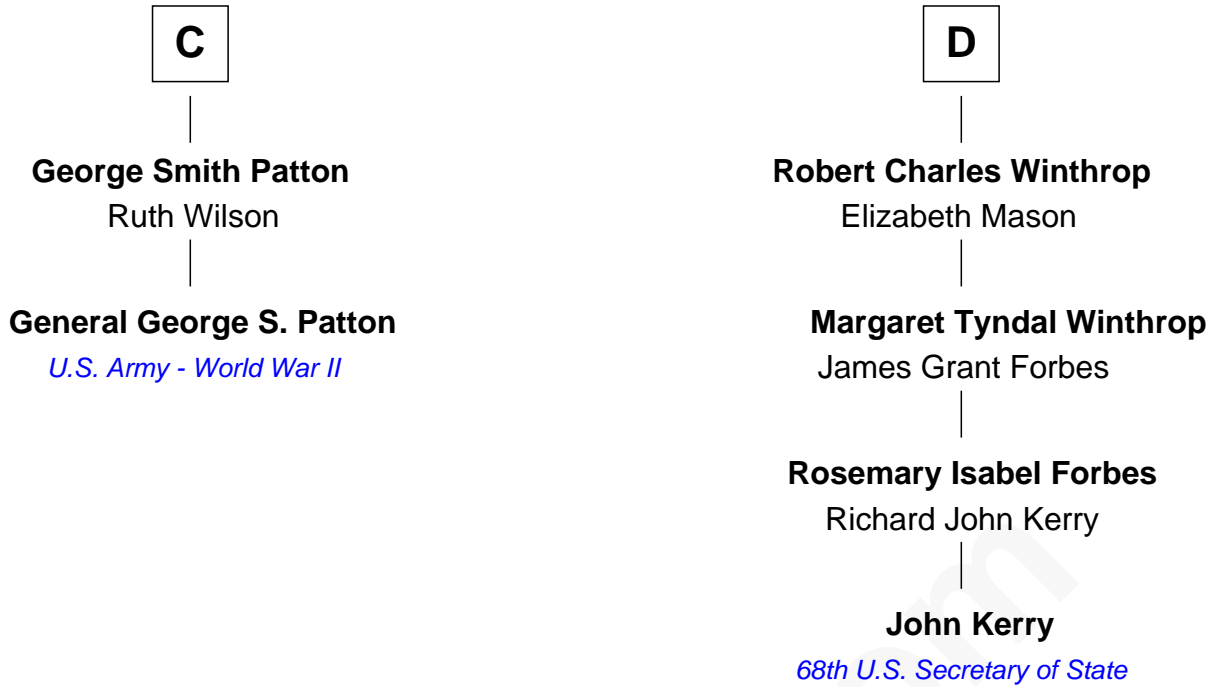 C
George Smith Patton
Ruth Wilson
General George S. Patton
U.S. Army - World War II
D
Robert Charles Winthrop
Elizabeth Mason
Margaret Tyndal Winthrop
James Grant Forbes
Rosemary Isabel Forbes
Richard John Kerry
John Kerry
68th U.S. Secretary of State